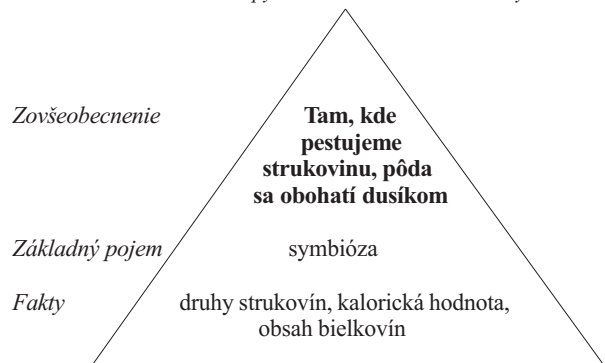 Zovšeobecnenie
Tam, kde
pestujeme
strukovinu, pôda
sa obohatí dusíkom
Základný pojem
symbióza
Fakty
druhy strukovín, kalorická hodnota,
obsah bielkovín